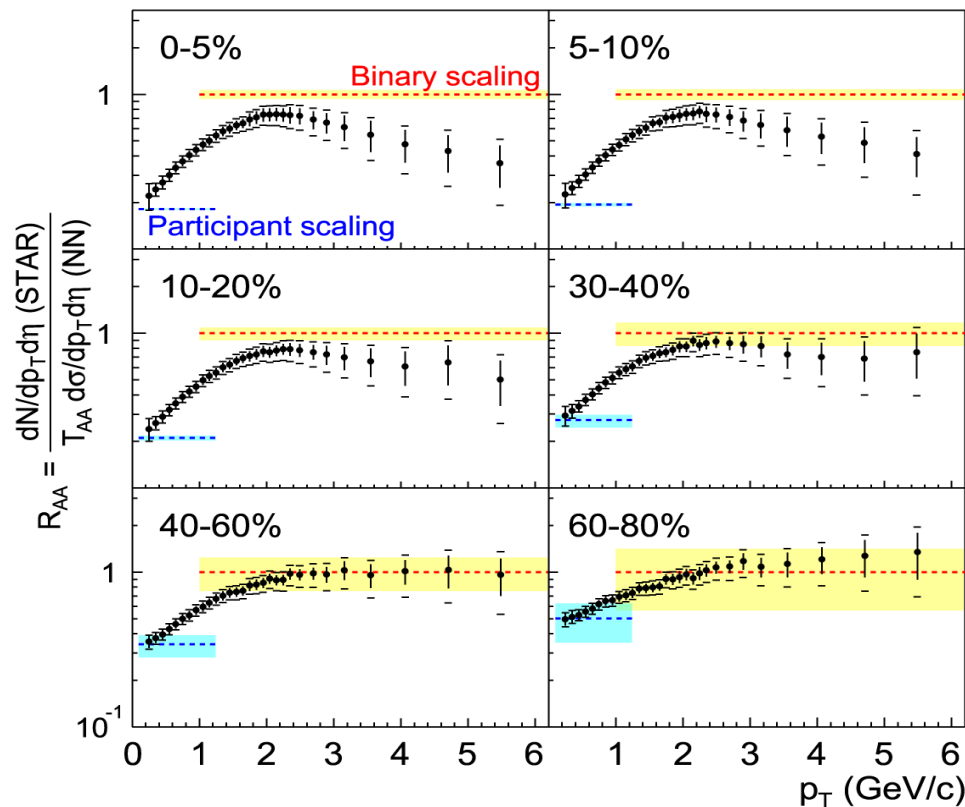 0-5%
5-10%
1
Binary scaling
Participant scaling
10-20%
30-40%
1
40-60%
60-80%
1
10⁻¹
R_AA = dN/dp_T dη (STAR)
T_AA dσ/dp_T dη (NN)
0 1 2 3 4 5 6
1 2 3 4 5 6
p_T (GeV/c)